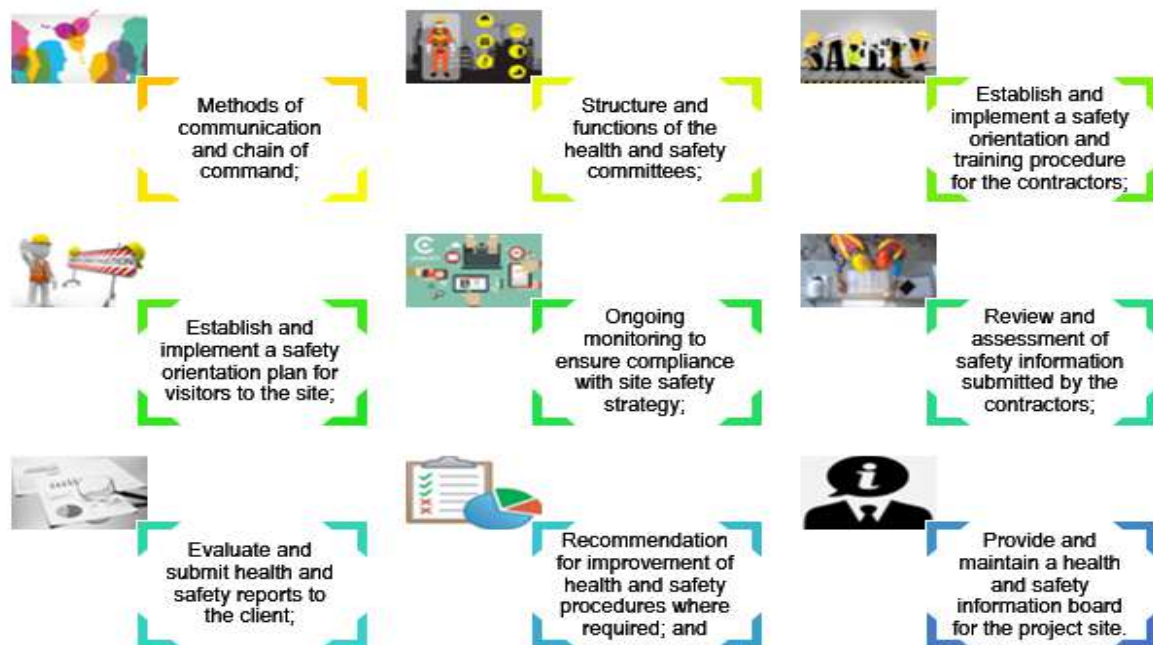 Methods of
communication
and chain of
command;
Structure and
functions of the
health and safety
committees;
SAFETY
Establish and
implement a safety
orientation and
training procedure
for the contractors;
Establish and
implement a safety
orientation plan for
visitors to the site;
Ongoing
monitoring to
ensure compliance
with site safety
strategy;
Review and
assessment of
safety information
submitted by the
contractors;
Evaluate and
submit health and
safety reports to
the client;
Recommendation
for improvement of
health and safety
procedures where
required; and
i
Provide and
maintain a health
and safety
information board
for the project site.